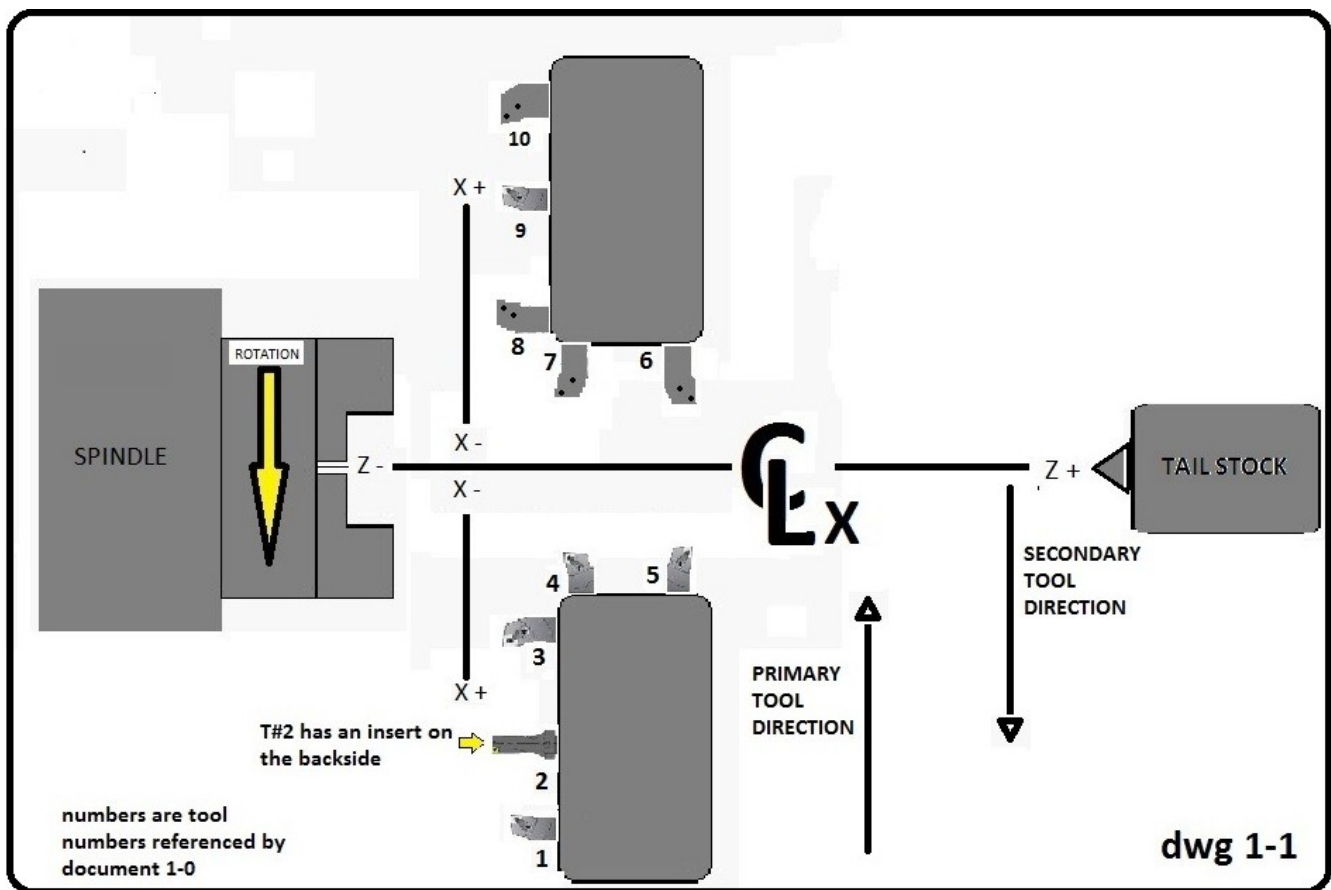 10
X +
9
8
7
6
ROTATION
SPINDLE
X -
Z -
X -
CL X
Z +
TAIL STOCK
SECONDARY
TOOL
DIRECTION
4
5
3
X +
PRIMARY
TOOL
DIRECTION
T#2 has an insert on
the backside
2
1
numbers are tool
numbers referenced by
document 1-0
dwg 1-1